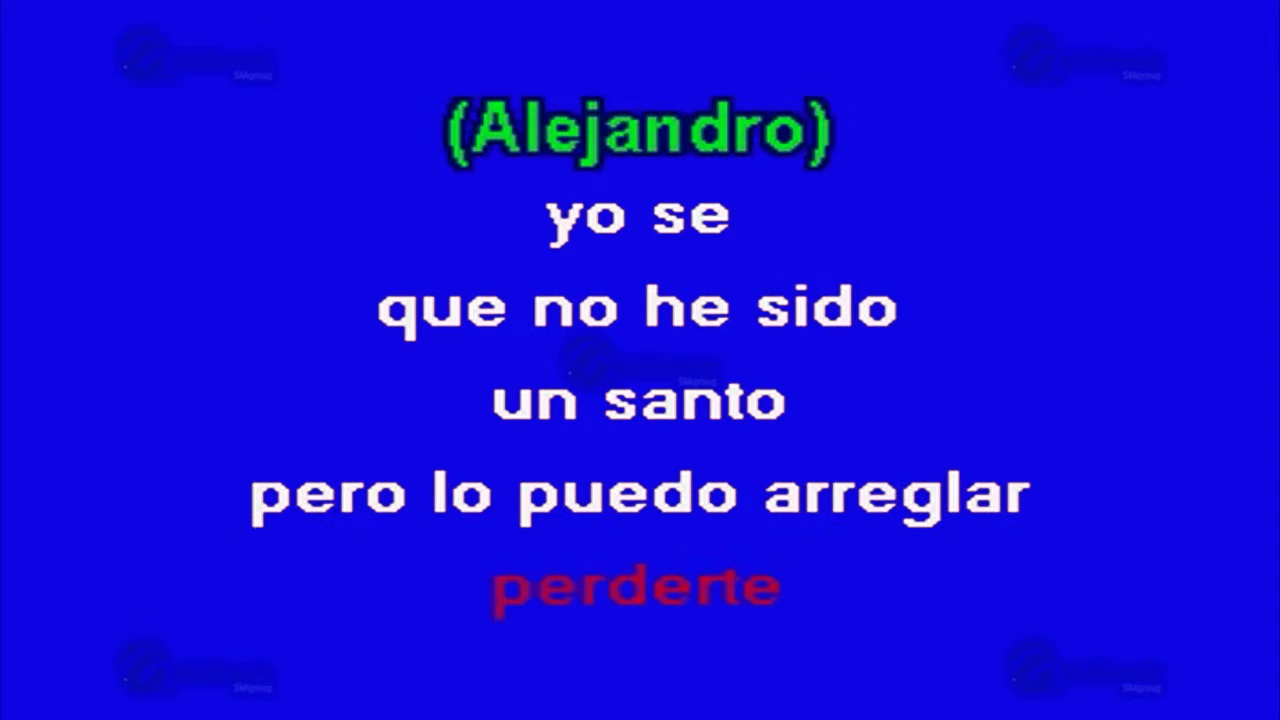 (Alejandro)
yo se
que no he sido
un santo
pero lo puedo arreglar
perderte